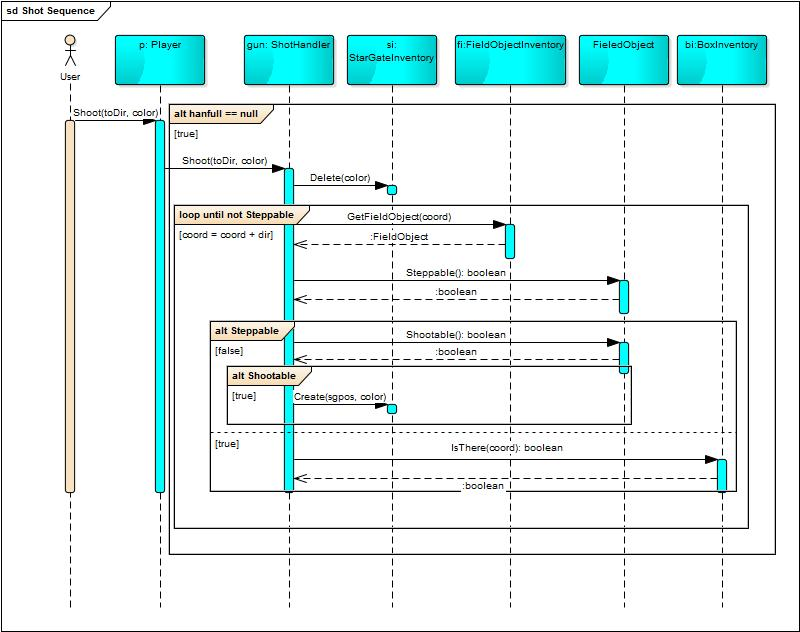 sd Shot Sequence
User
p: Player
gun: ShotHandler
si:
StarGateInventory
fi:FieldObjectInventory
FieledObject
bi:BoxInventory
Shoot(toDir, color)
alt hanfull == null
[true]
Shoot(toDir, color)
Delete(color)
loop until not Steppable
[coord = coord + dir]
GetFieldObject(coord)
:FieldObject
Steppable(): boolean
:boolean
alt Steppable
[false]
Shootable(): boolean
:boolean
alt Shootable
[true]
Create(sgpos, color)
[true]
IsThere(coord): boolean
:boolean